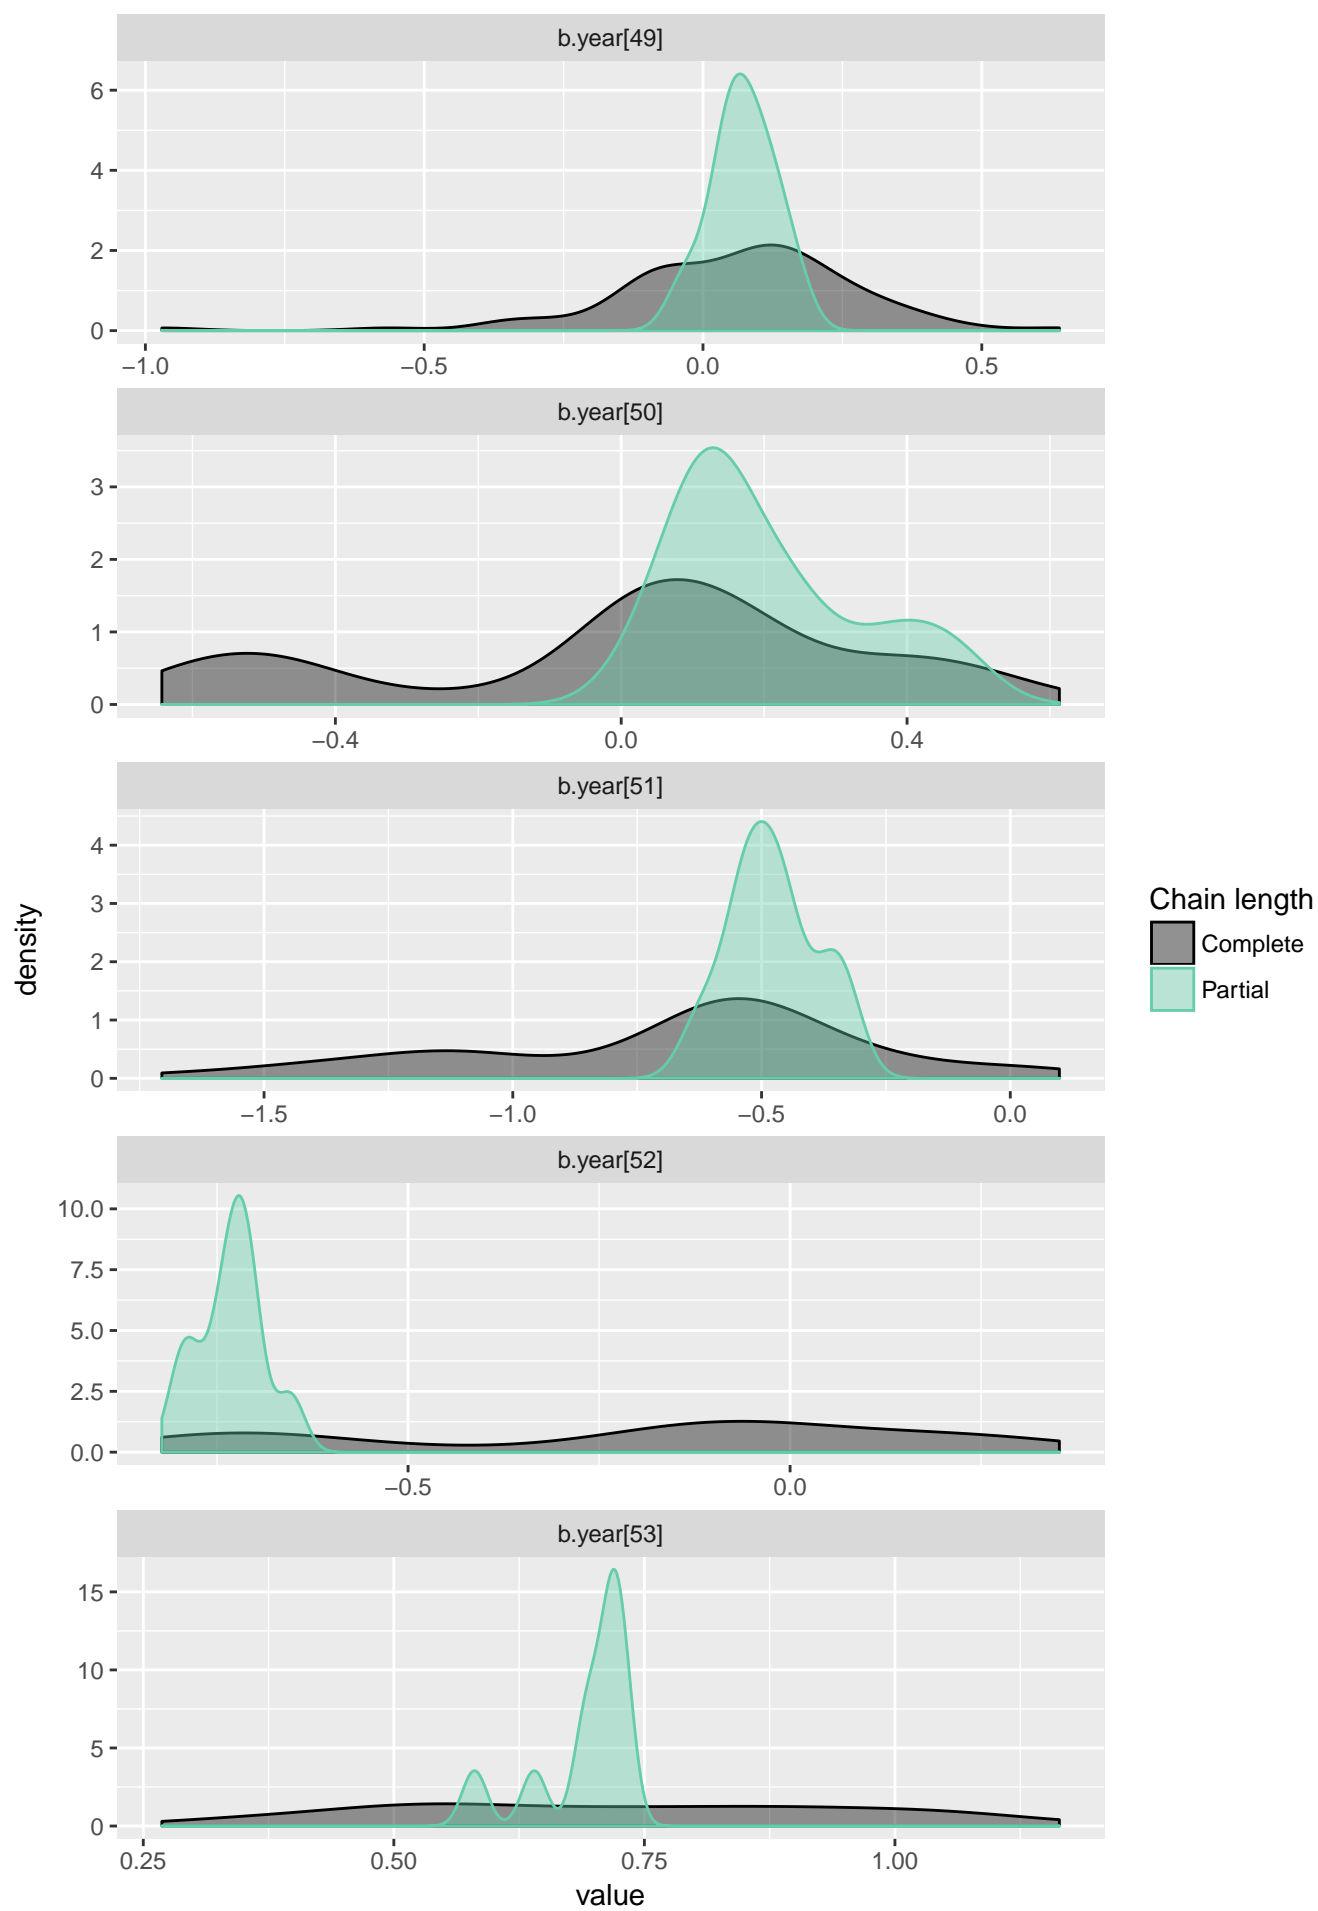 b.year[49]
6
4
2
0
−1.0 −0.5 0.0 0.5
b.year[50]
3
2
1
0
−0.4 0.0 0.4
b.year[51]
4
3
2
1
0
−1.5 −1.0 −0.5 0.0
b.year[52]
10.0
7.5
5.0
2.5
0.0
−0.5 0.0
b.year[53]
15
10
5
0
0.25 0.50 0.75 1.00
value
density
Chain length
Complete
Partial